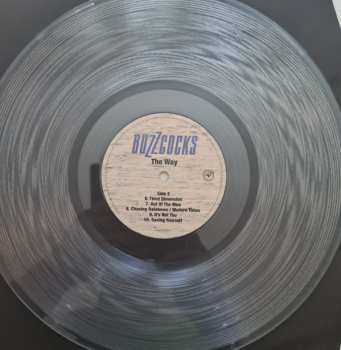 BUZZCOCKS
The Way
Side 2
6. Third Dimension
7. Out Of The Blue
8. Chasing Rainbows / Modern Times
9. It's Not You
10. Saving Yourself